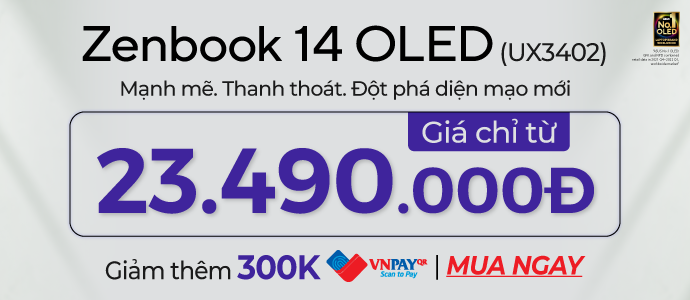 Zenbook 14 OLED (UX3402)
No.1
OLED
Mạnh mẽ. Thanh thoát. Đột phá diện mạo mới
Giá chỉ từ
23.490.000Đ
Giảm thêm 300K VNPAY QR | MUA NGAY
Scan to Pay